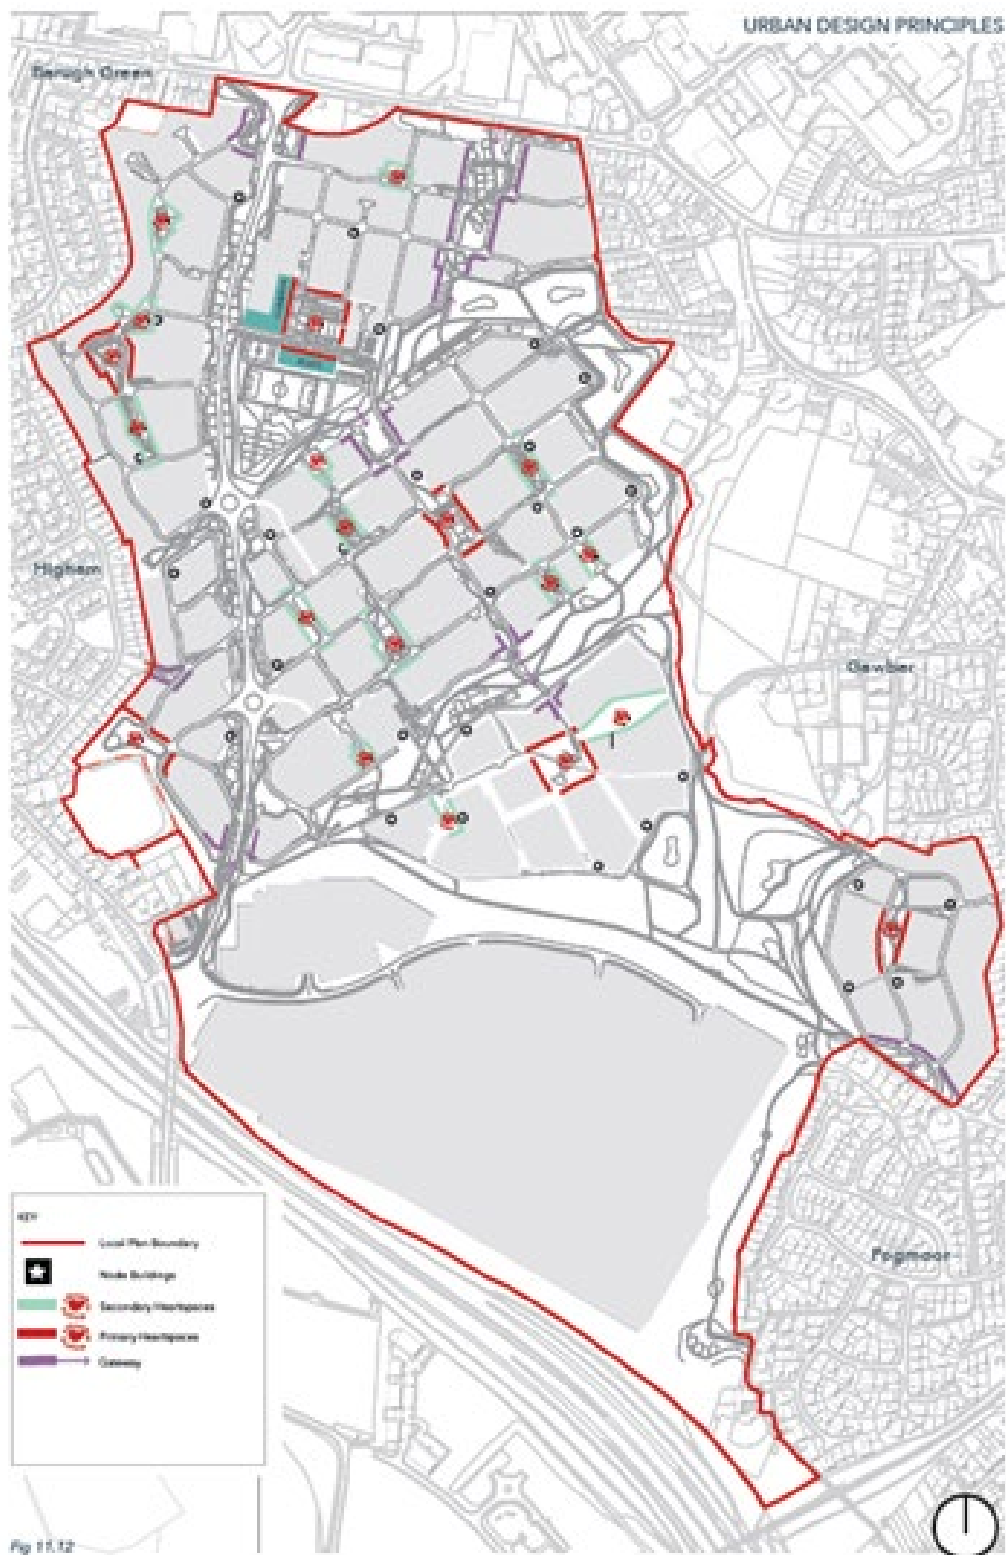 URBAN DESIGN PRINCIPLES
Barugh Green
Higham
Gawber
Pogmoor
KEY
Local Plan Boundary
Node Buildings
Secondary Heartspaces
Primary Heartspaces
Gateway
Fig 11.12